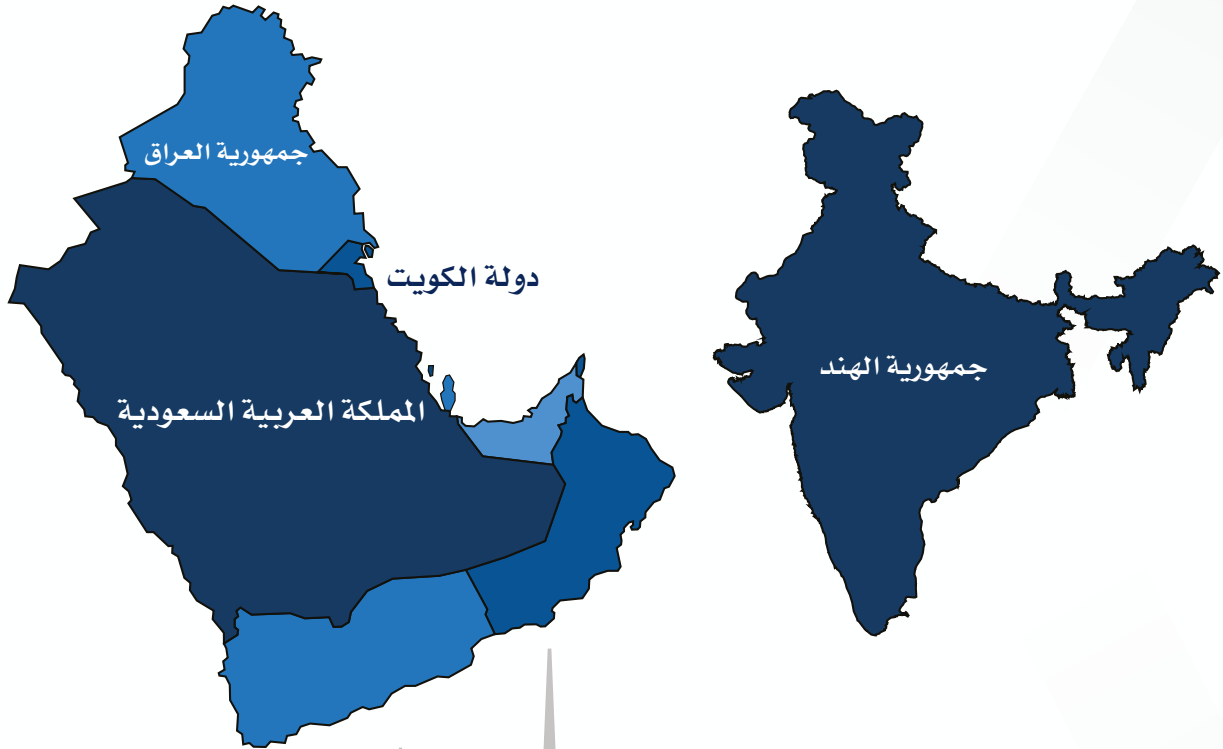 جمهورية العراق
دولة الكويت
جمهورية الهند
المملكة العربية السعودية